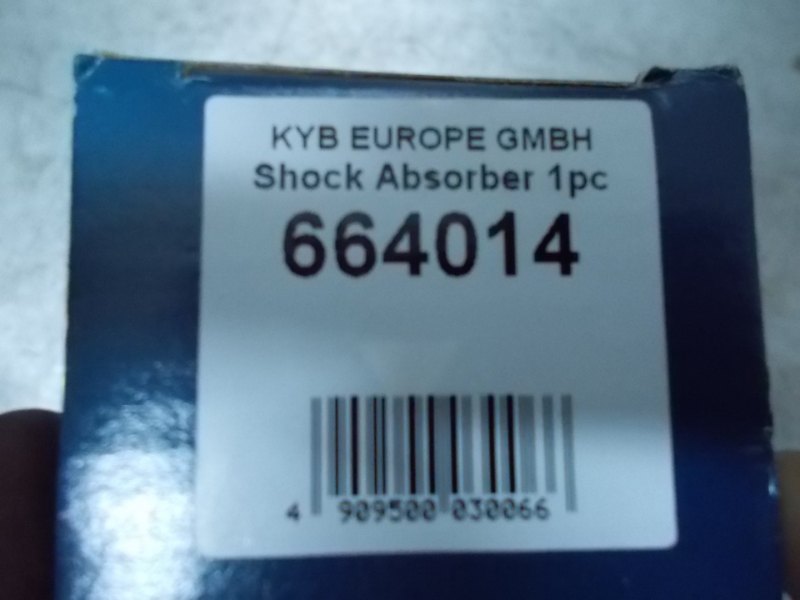 KYB EUROPE GMBH
Shock Absorber 1pc
664014
4 909500 030066